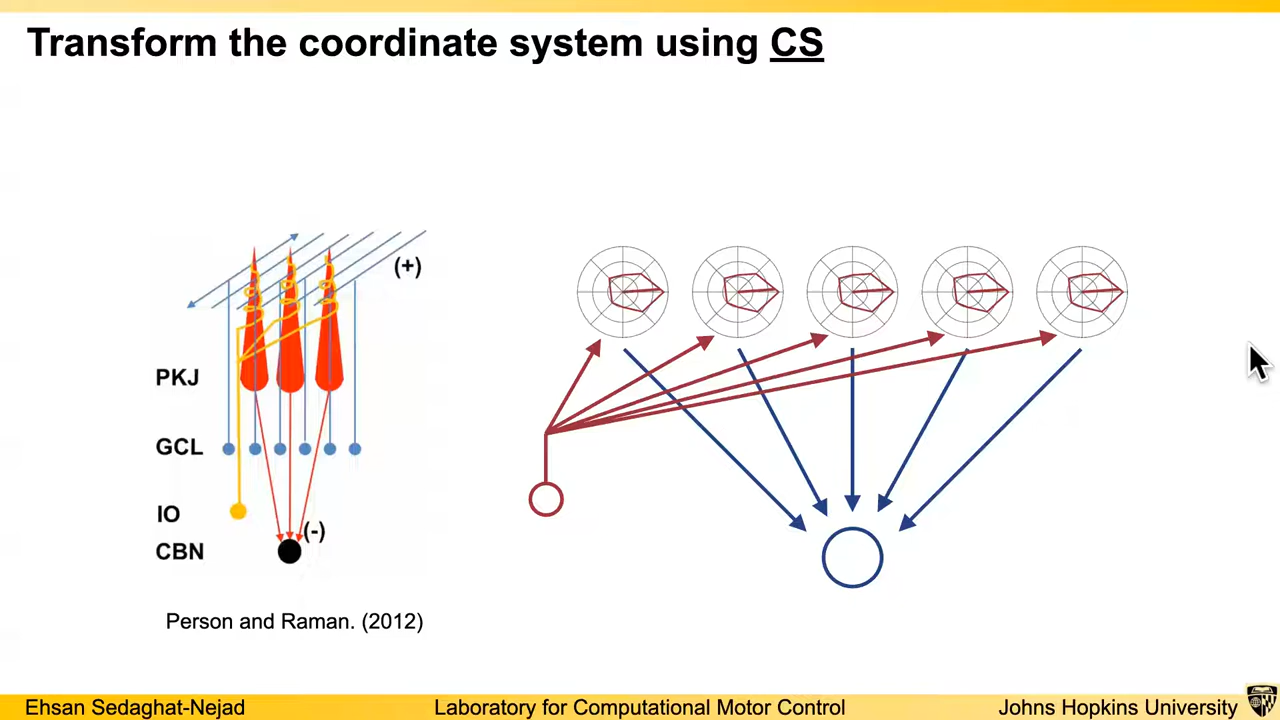 Transform the coordinate system using CS
(+)
PKJ
GCL
IO
(-)
CBN
Person and Raman. (2012)
Ehsan Sedaghat-Nejad
Laboratory for Computational Motor Control
Johns Hopkins University